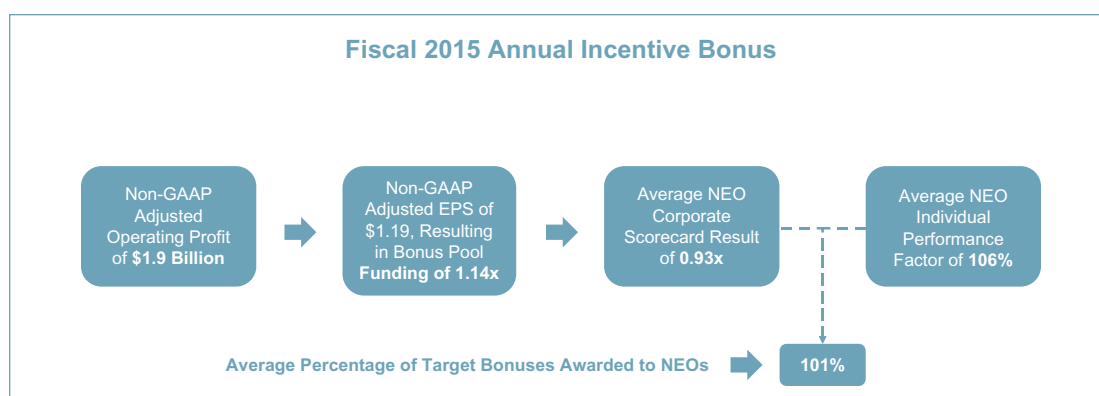 Fiscal 2015 Annual Incentive Bonus
Non-GAAP
Adjusted
Operating Profit
of $1.9 Billion
Non-GAAP
Adjusted EPS of
$1.19, Resulting
in Bonus Pool
Funding of 1.14x
Average NEO
Corporate
Scorecard Result
of 0.93x
Average NEO
Individual
Performance
Factor of 106%
Average Percentage of Target Bonuses Awarded to NEOs
101%